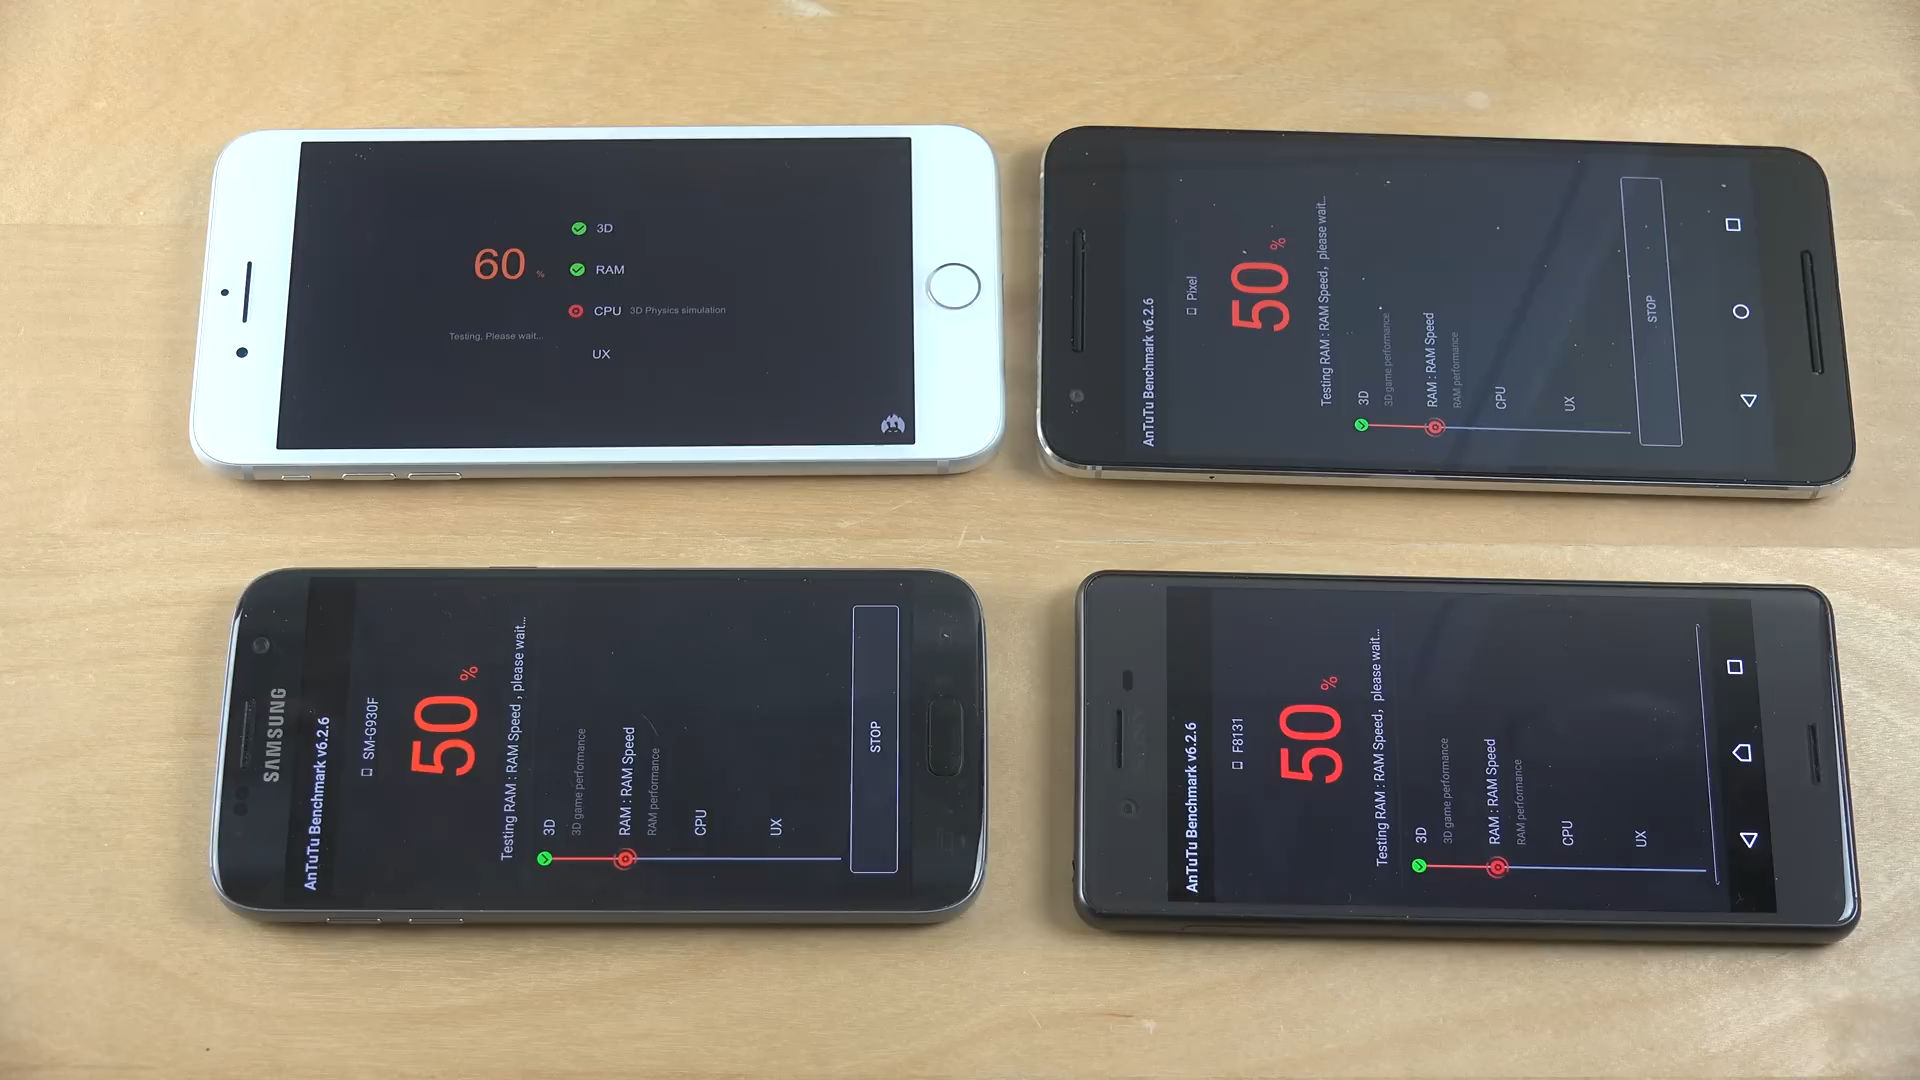 60 %
Testing, Please wait...
3D
RAM
CPU 3D Physics simulation
UX
AnTuTu Benchmark v6.2.6
Pixel
50 %
Testing RAM : RAM Speed, please wait...
3D
3D game performance
RAM : RAM Speed
RAM performance
CPU
UX
STOP
SAMSUNG
AnTuTu Benchmark v6.2.6
SM-G930F
50 %
Testing RAM : RAM Speed , please wait...
3D
3D game performance
RAM : RAM Speed
RAM performance
CPU
UX
STOP
AnTuTu Benchmark v6.2.6
F8131
50 %
Testing RAM : RAM Speed, please wait...
3D
3D game performance
RAM : RAM Speed
RAM performance
CPU
UX